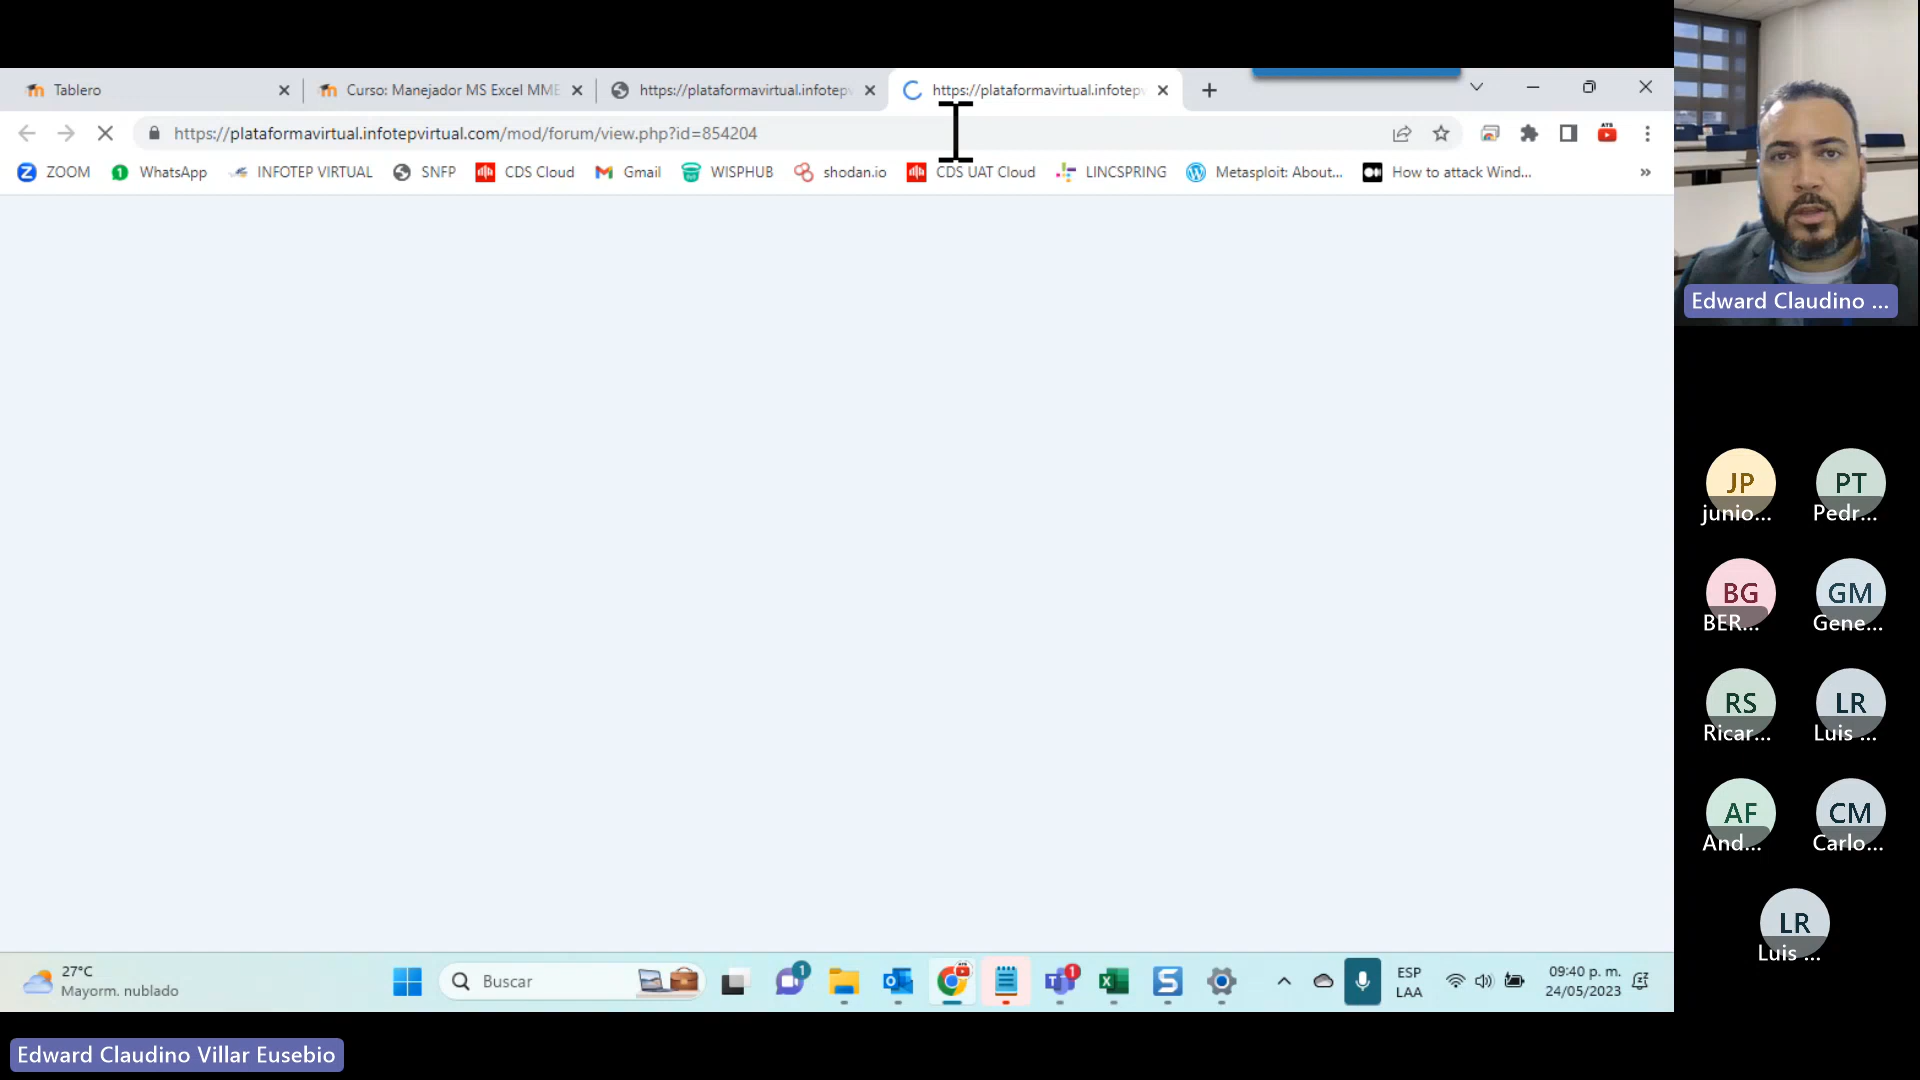 Tablero
Curso: Manejador MS Excel MME
https://plataformavirtual.infotepv
https://plataformavirtual.infotepv
https://plataformavirtual.infotepvirtual.com/mod/forum/view.php?id=854204
ZOOM
WhatsApp
INFOTEP VIRTUAL
SNFP
CDS Cloud
Gmail
WISPHUB
shodan.io
CDS UAT Cloud
LINCSPRING
Metasploit: About...
How to attack Wind...
»
Edward Claudino ...
JP
junio...
PT
Pedr...
BG
BER...
GM
Gene...
RS
Ricar...
LR
Luis ...
AF
And...
CM
Carlo...
LR
Luis ...
27°C
Mayorm. nublado
Buscar
1
1
ESP
LAA
09:40 p. m.
24/05/2023
Edward Claudino Villar Eusebio